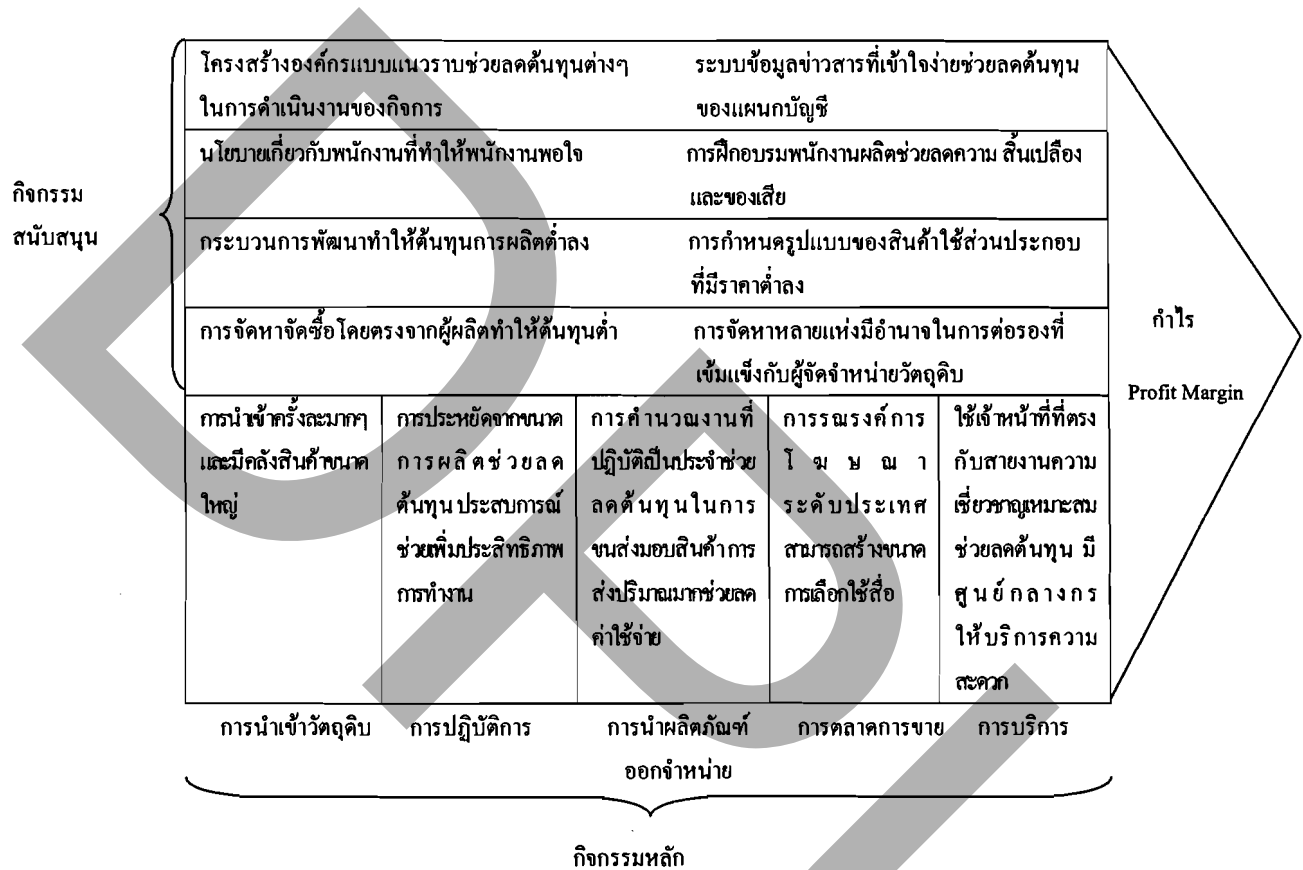 โครงสร้างองค์กรแบบแนวราบช่วยลดต้นทุนต่างๆ
ในการดำเนินงานของกิจการ
ระบบข้อมูลข่าวสารที่เข้าใจง่ายช่วยลดต้นทุน
ของแผนกบัญชี
นโยบายเกี่ยวกับพนักงานที่ทำให้พนักงานพอใจ
การฝึกอบรมพนักงานผลิตช่วยลดความ สิ้นเปลือง
และของเสีย
กิจกรรม
สนับสนุน
กระบวนการพัฒนาทำให้ต้นทุนการผลิตต่ำลง
การกำหนดรูปแบบของสินค้าใช้ส่วนประกอบ
ที่มีราคาต่ำลง
การจัดหาจัดซื้อโดยตรงจากผู้ผลิตทำให้ต้นทุนต่ำ
การจัดหาหลายแห่งมีอำนาจในการต่อรองที่
เข้มแข็งกับผู้จัดจำหน่ายวัตถุดิบ
กำไร
Profit Margin
การนำเข้าครั้งละมากๆ
และมีคลังสินค้าขนาด
ใหญ่
การประหยัดจากขนาด
การผลิตช่วยลด
ต้นทุน ประสบการณ์
ช่วยเพิ่มประสิทธิภาพ
การทำงาน
การคำนวณงานที่
ปฏิบัติเป็นประจำช่วย
ลดต้นทุนในการ
ขนส่งมอบสินค้า การ
ส่งปริมาณมากช่วยลด
ค่าใช้จ่าย
การรณรงค์การ
โฆษณา
ระดับประเทศ
สามารถสร้างขนาด
การเลือกใช้สื่อ
ใช้เจ้าหน้าที่ที่ตรง
กับสายงานความ
เชี่ยวชาญเหมาะสม
ช่วยลดต้นทุน มี
ศูนย์กลางกร
ให้บริการความ
สะดวก
การนำเข้าวัตถุดิบ
การปฏิบัติการ
การนำผลิตภัณฑ์
ออกจำหน่าย
การตลาดการขาย
การบริการ
กิจกรรมหลัก